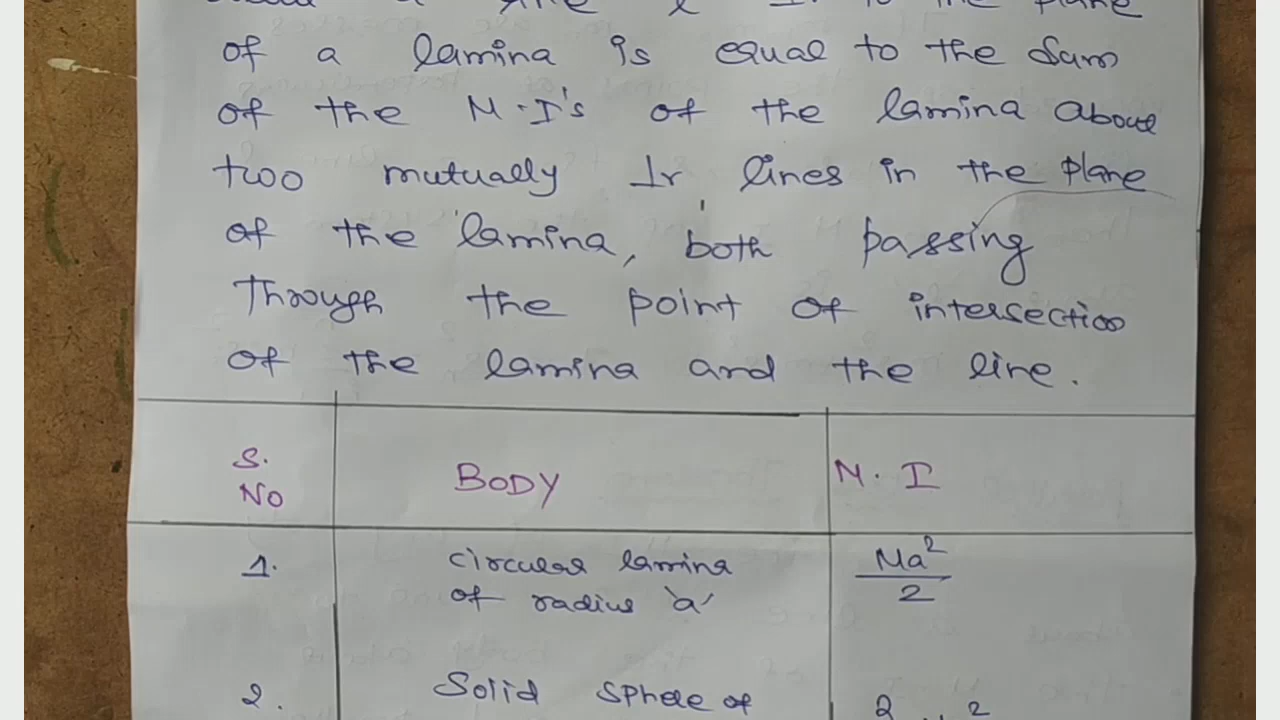 of a lamina is equal to the Sum
of the M.I's of the lamina about
two mutually ⊥r lines in the plane
of the lamina, both passing
Through the point of intersection
of the lamina and the line.
S.
No
BODY
M.I
1.
circular lamina
of radius 'a'
Ma²
2
2.
Solid sphere of
2
2